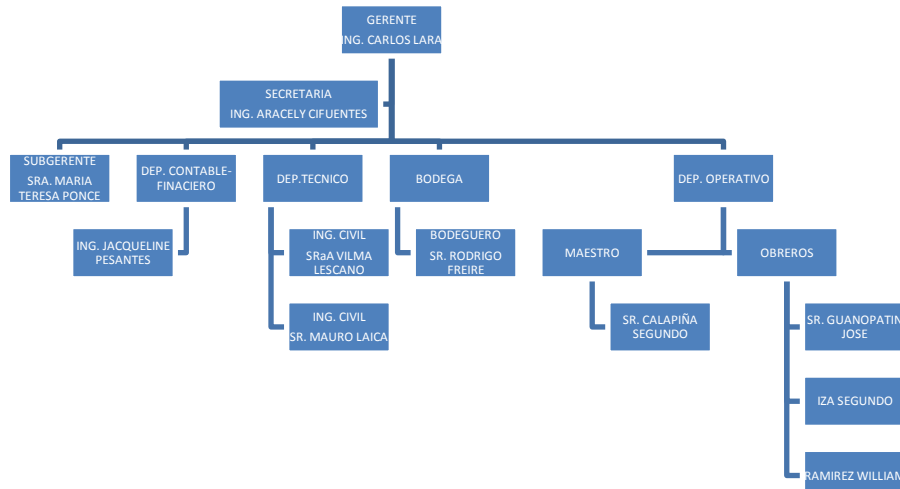 GERENTE
ING. CARLOS LARA
SECRETARIA
ING. ARACELY CIFUENTES
SUBGERENTE
SRA. MARIA
TERESA PONCE
DEP. CONTABLE-
FINACIERO
DEP.TECNICO
BODEGA
DEP. OPERATIVO
ING. JACQUELINE
PESANTES
ING. CIVIL
SRaA VILMA
LESCANO
BODEGUERO
SR. RODRIGO
FREIRE
MAESTRO
OBREROS
ING. CIVIL
SR. MAURO LAICA
SR. CALAPIÑA
SEGUNDO
SR. GUANOPATIN
JOSE
IZA SEGUNDO
RAMIREZ WILLIAM